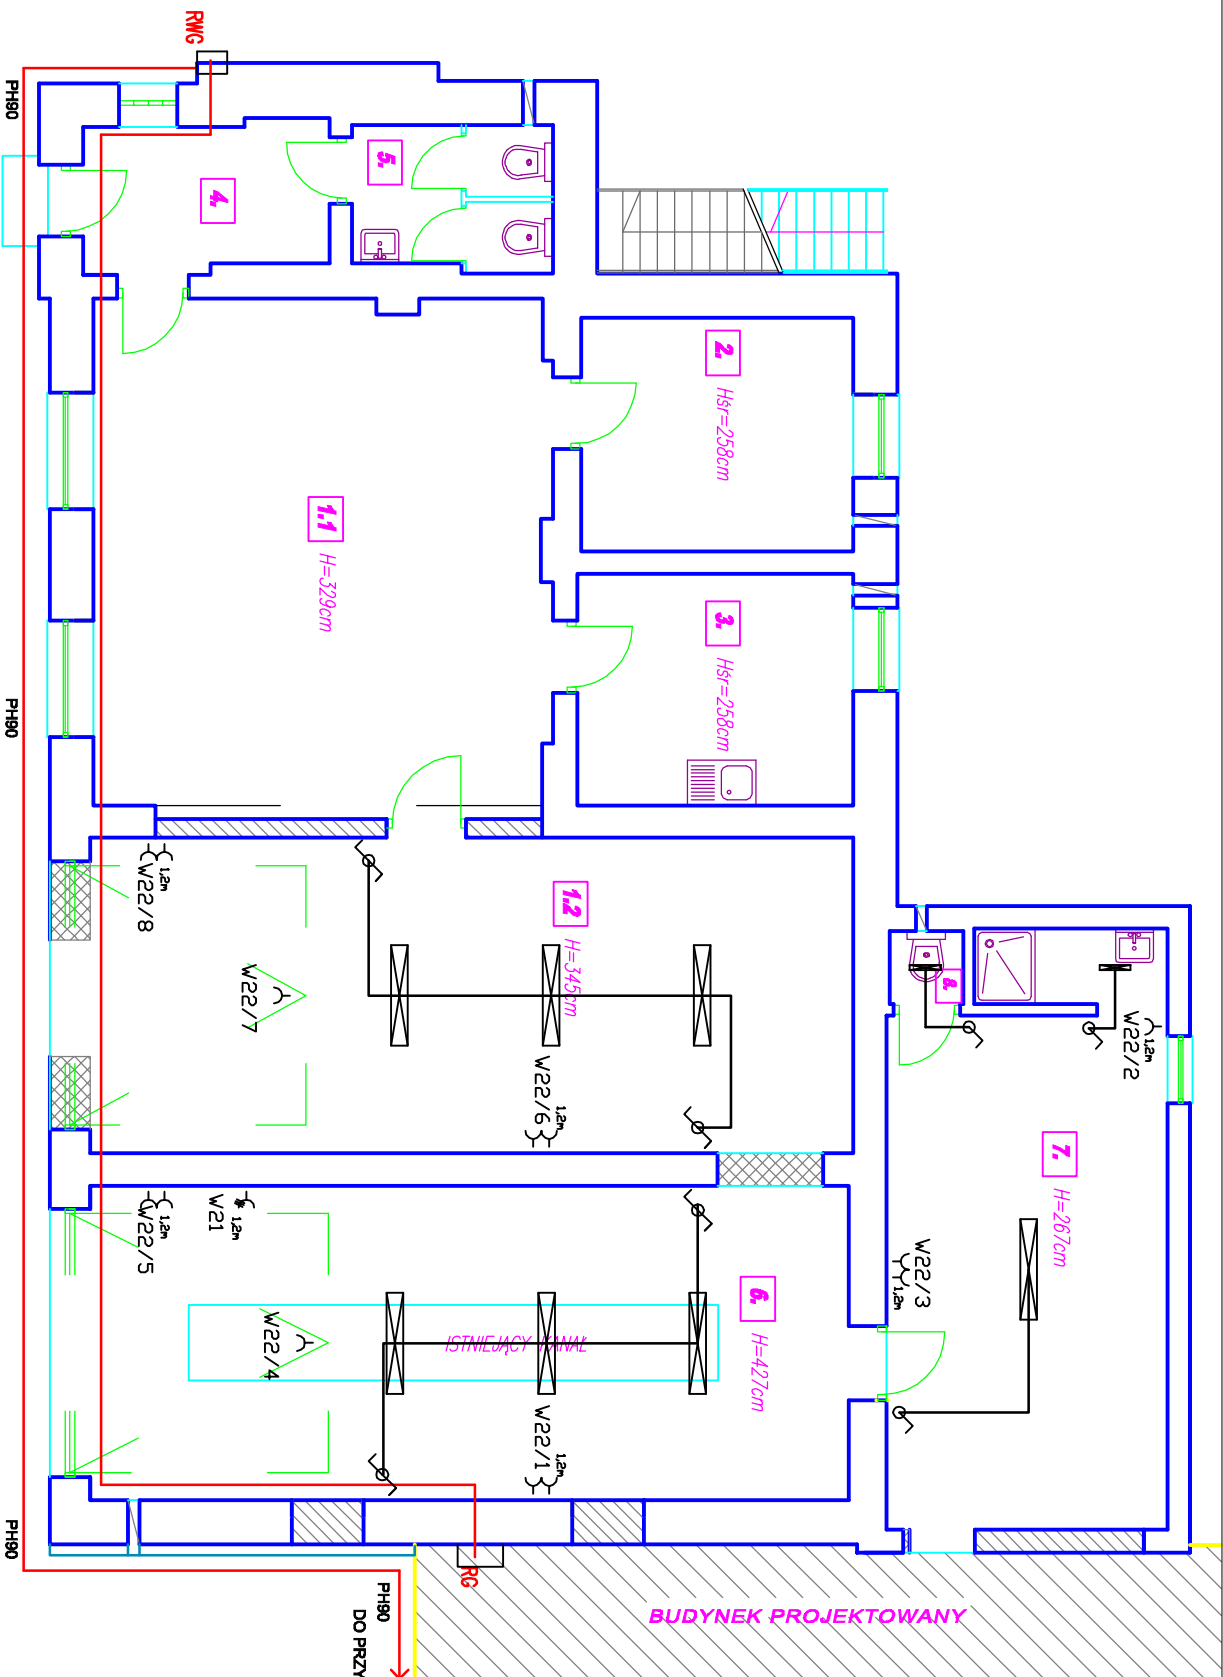 RWG
PH90
5.
4.
2.
Hśr=258cm
1.1
H=329cm
3.
Hśr=258cm
PH90
1,2m
W22/8
1.2
H=345cm
W22/7
8.
1,2m
W22/2
W22/6
1,2m
7.
H=267cm
1,2m
W22/5
1,2m
W21
W22/3
1,2m
6.
H=427cm
W22/4
ISTNIEJĄCY KANAŁ
W22/1
1,2m
PH90
RG
PH90
DO PRZY
BUDYNEK PROJEKTOWANY